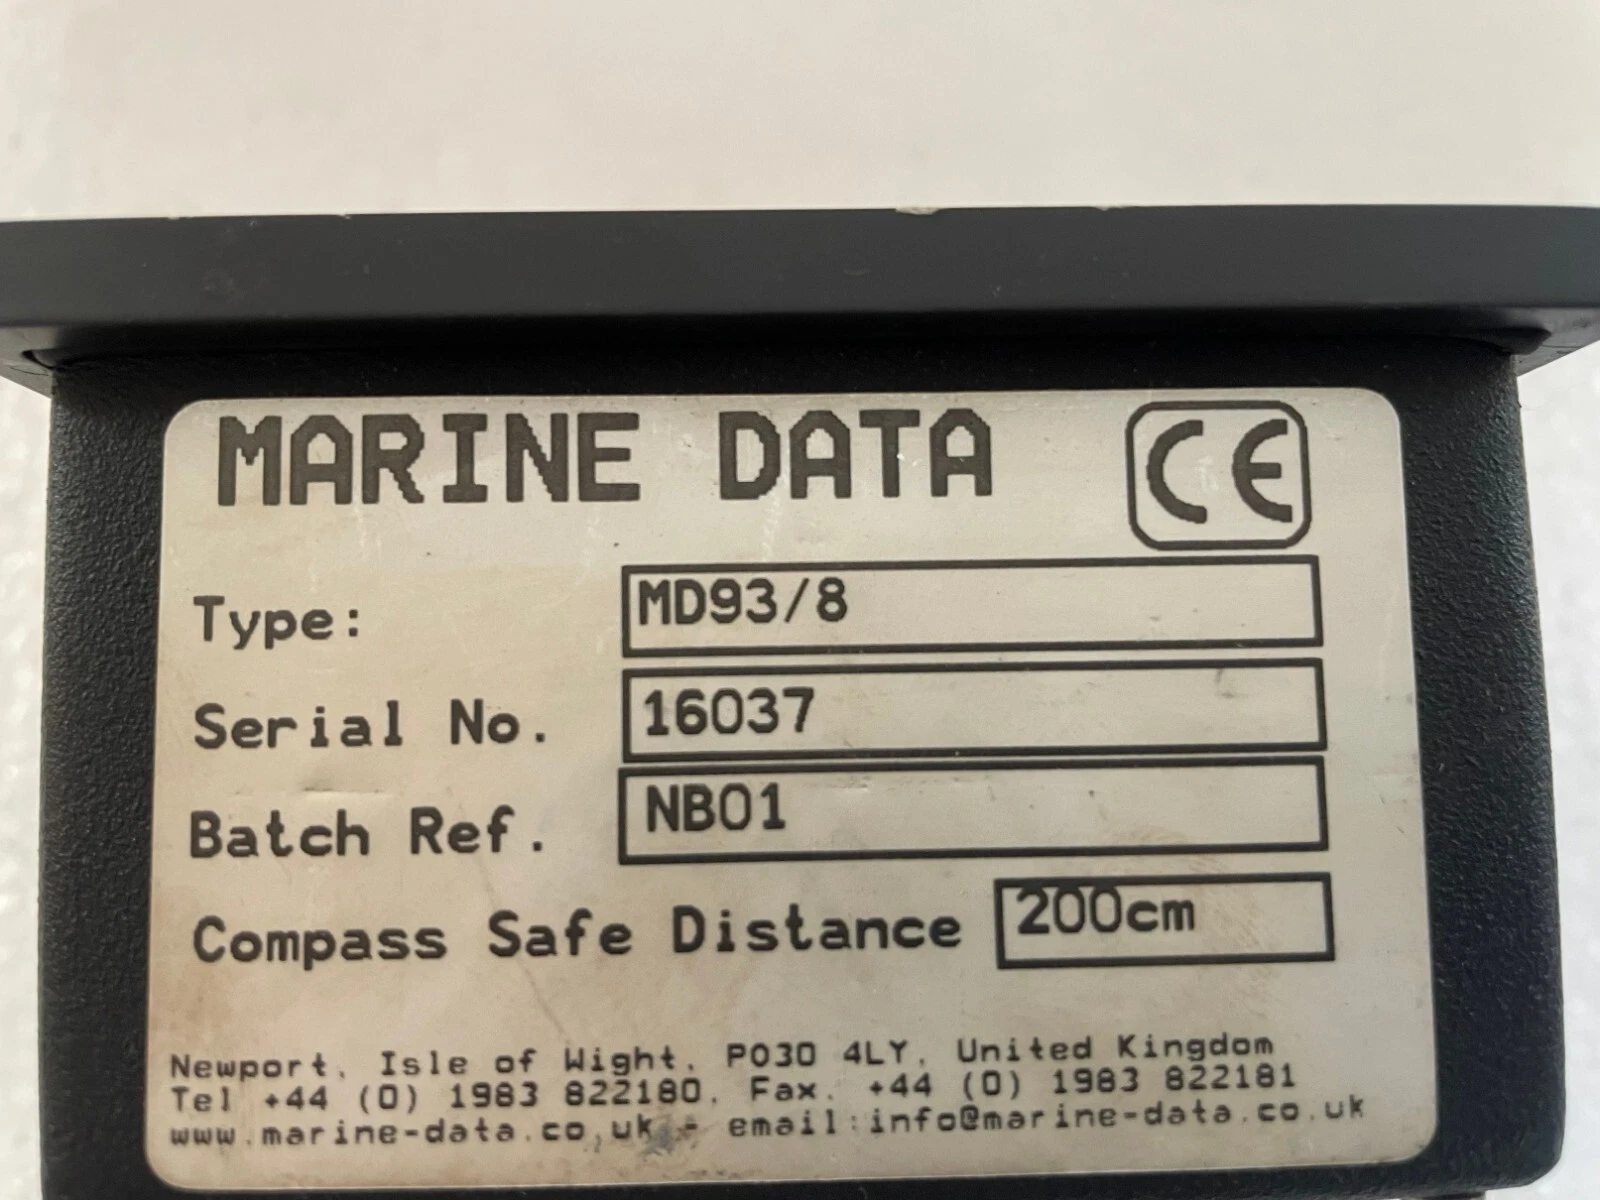 MARINE DATA CE
Type: MD93/8
Serial No. 16037
Batch Ref. NB01
Compass Safe Distance 200cm
Newport, Isle of Wight, PO30 4LY, United Kingdom
Tel +44 (0) 1983 822180, Fax. +44 (0) 1983 822181
www.marine-data.co.uk - email:info@marine-data.co.uk